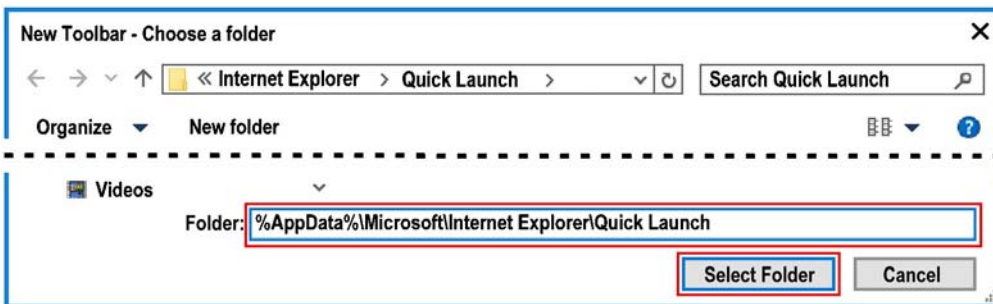 New Toolbar - Choose a folder
« Internet Explorer > Quick Launch > Search Quick Launch
Organize New folder ?
Videos
Folder: %AppData%\Microsoft\Internet Explorer\Quick Launch
Select Folder Cancel